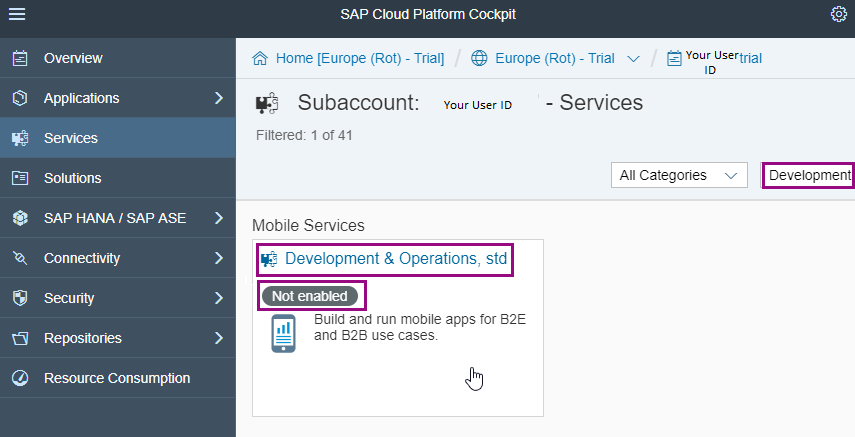 SAP Cloud Platform Cockpit
Overview
Applications
Services
Solutions
SAP HANA / SAP ASE
Connectivity
Security
Repositories
Resource Consumption
Home [Europe (Rot) - Trial] / Europe (Rot) - Trial / Your User ID trial
Subaccount: Your User ID - Services
Filtered: 1 of 41
All Categories Development
Mobile Services
Development & Operations, std
Not enabled
Build and run mobile apps for B2E
and B2B use cases.